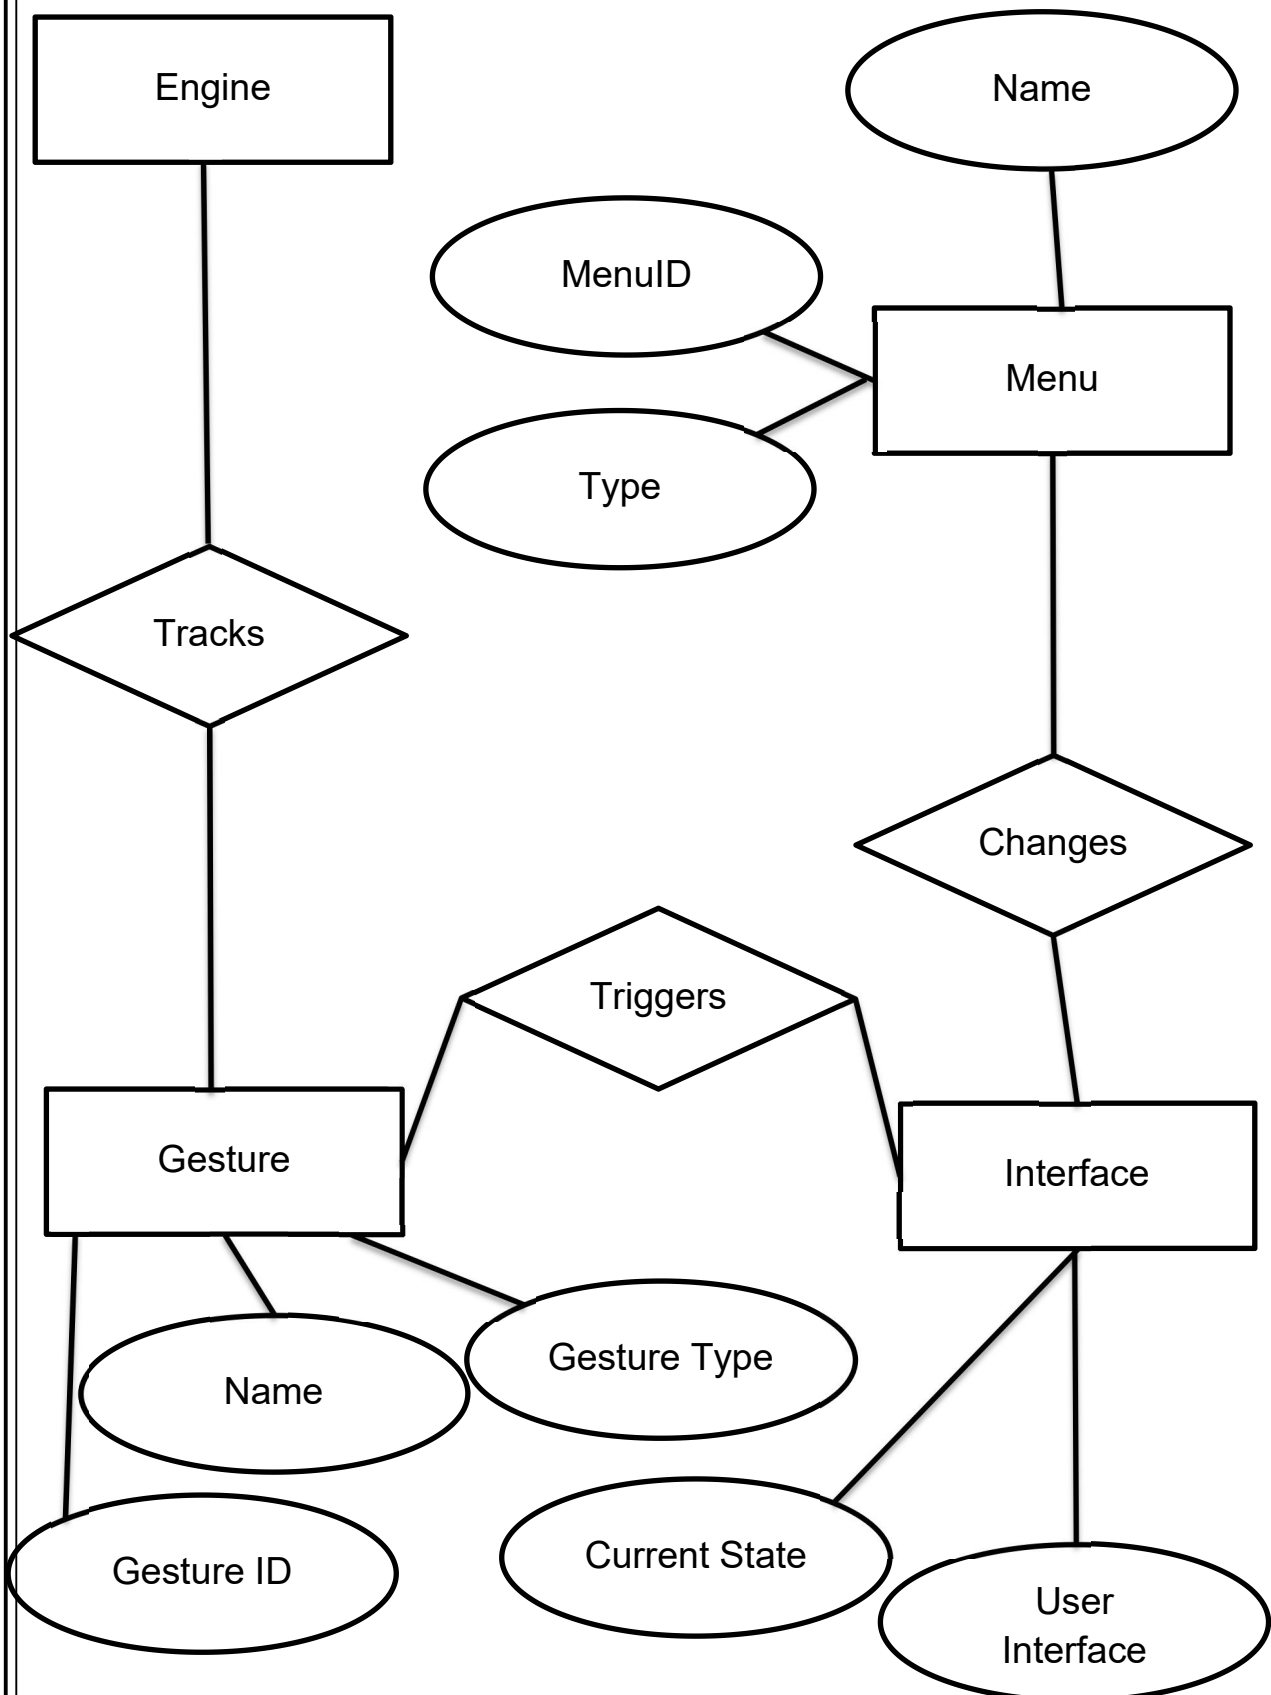 Engine
Name
MenuID
Menu
Type
Tracks
Changes
Triggers
Gesture
Interface
Gesture Type
Name
Current State
Gesture ID
User
Interface